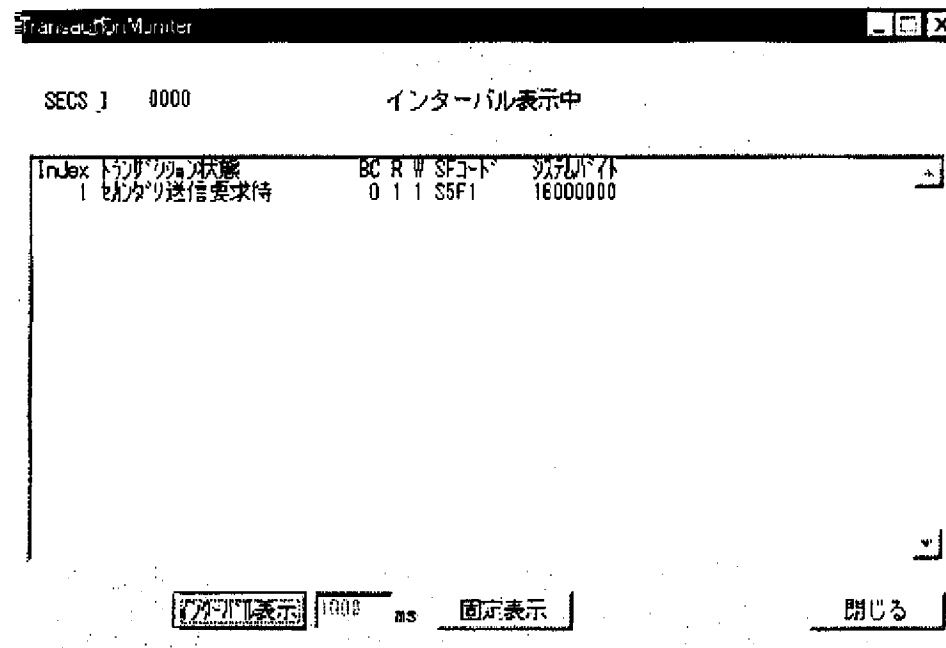 TransactionMoniter
SECS I 0000 インターバル表示中
Index トランザクション状態 BC R W SFコード システムバイト
1 セカンダリ送信要求待 0 1 1 S5F1 16000000
インターバル表示 1000 ms 固定表示 閉じる